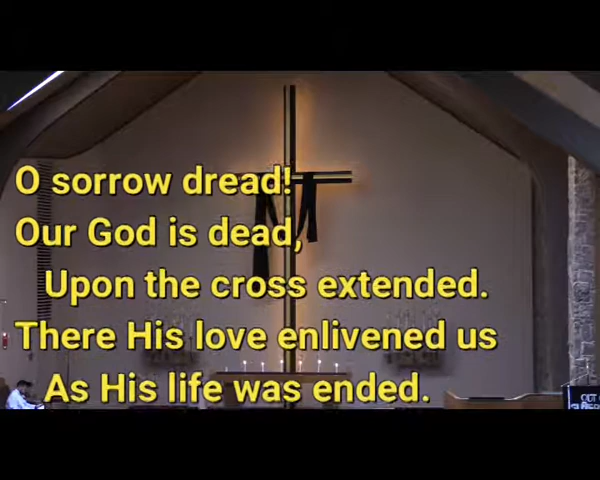 O sorrow dread!
Our God is dead,
Upon the cross extended.
There His love enlivened us
As His life was ended.